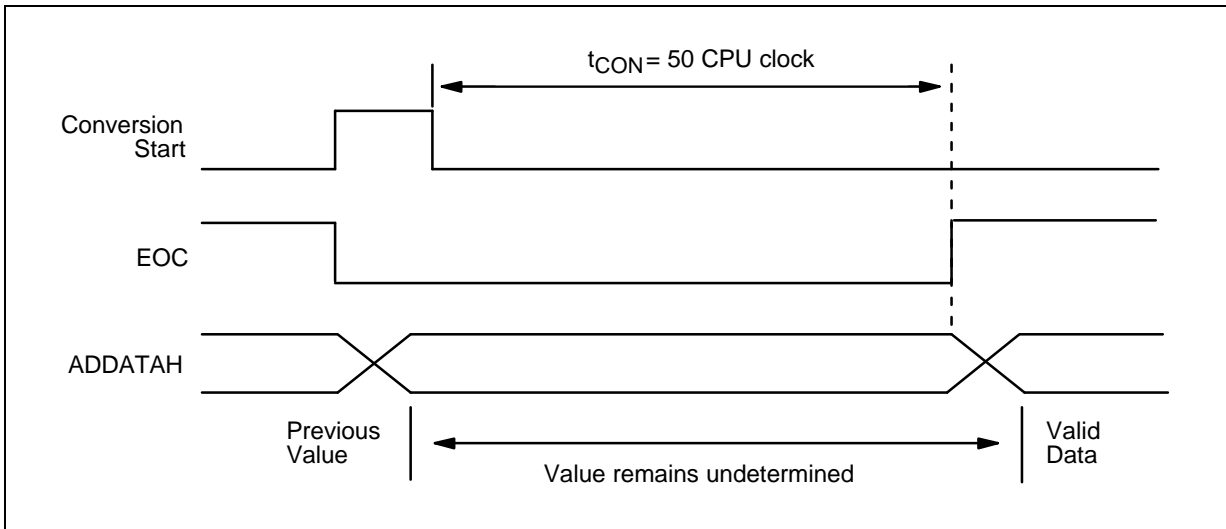 tCON = 50 CPU clock
Conversion
Start
EOC
ADDATAH
Previous
Value
Value remains undetermined
Valid
Data